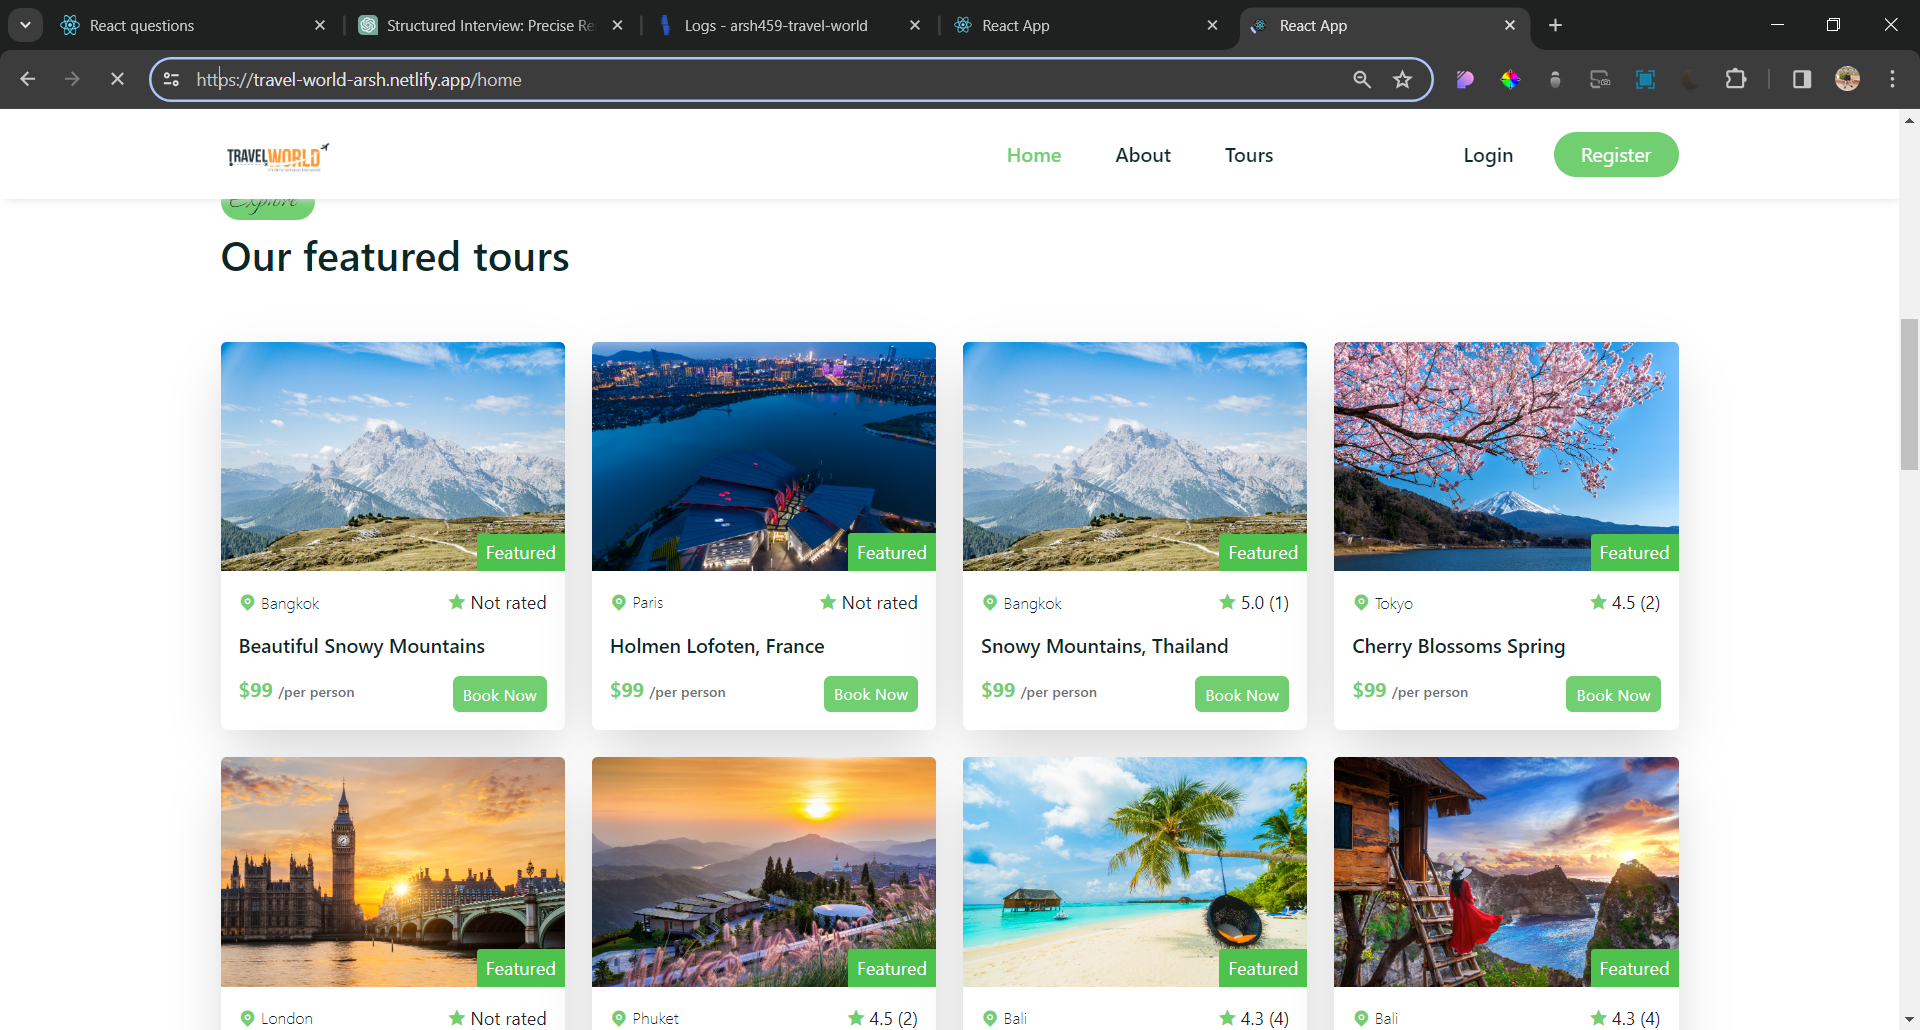 React questions
Structured Interview: Precise Re
Logs - arsh459-travel-world
React App
React App
https://travel-world-arsh.netlify.app/home
TRAVELWORLD
Home
About
Tours
Login
Register
Explore
Our featured tours
Featured
Featured
Featured
Featured
Bangkok
Not rated
Paris
Not rated
Bangkok
5.0 (1)
Tokyo
4.5 (2)
Beautiful Snowy Mountains
Holmen Lofoten, France
Snowy Mountains, Thailand
Cherry Blossoms Spring
$99 /per person
Book Now
$99 /per person
Book Now
$99 /per person
Book Now
$99 /per person
Book Now
Featured
Featured
Featured
Featured
London
Not rated
Phuket
4.5 (2)
Bali
4.3 (4)
Bali
4.3 (4)